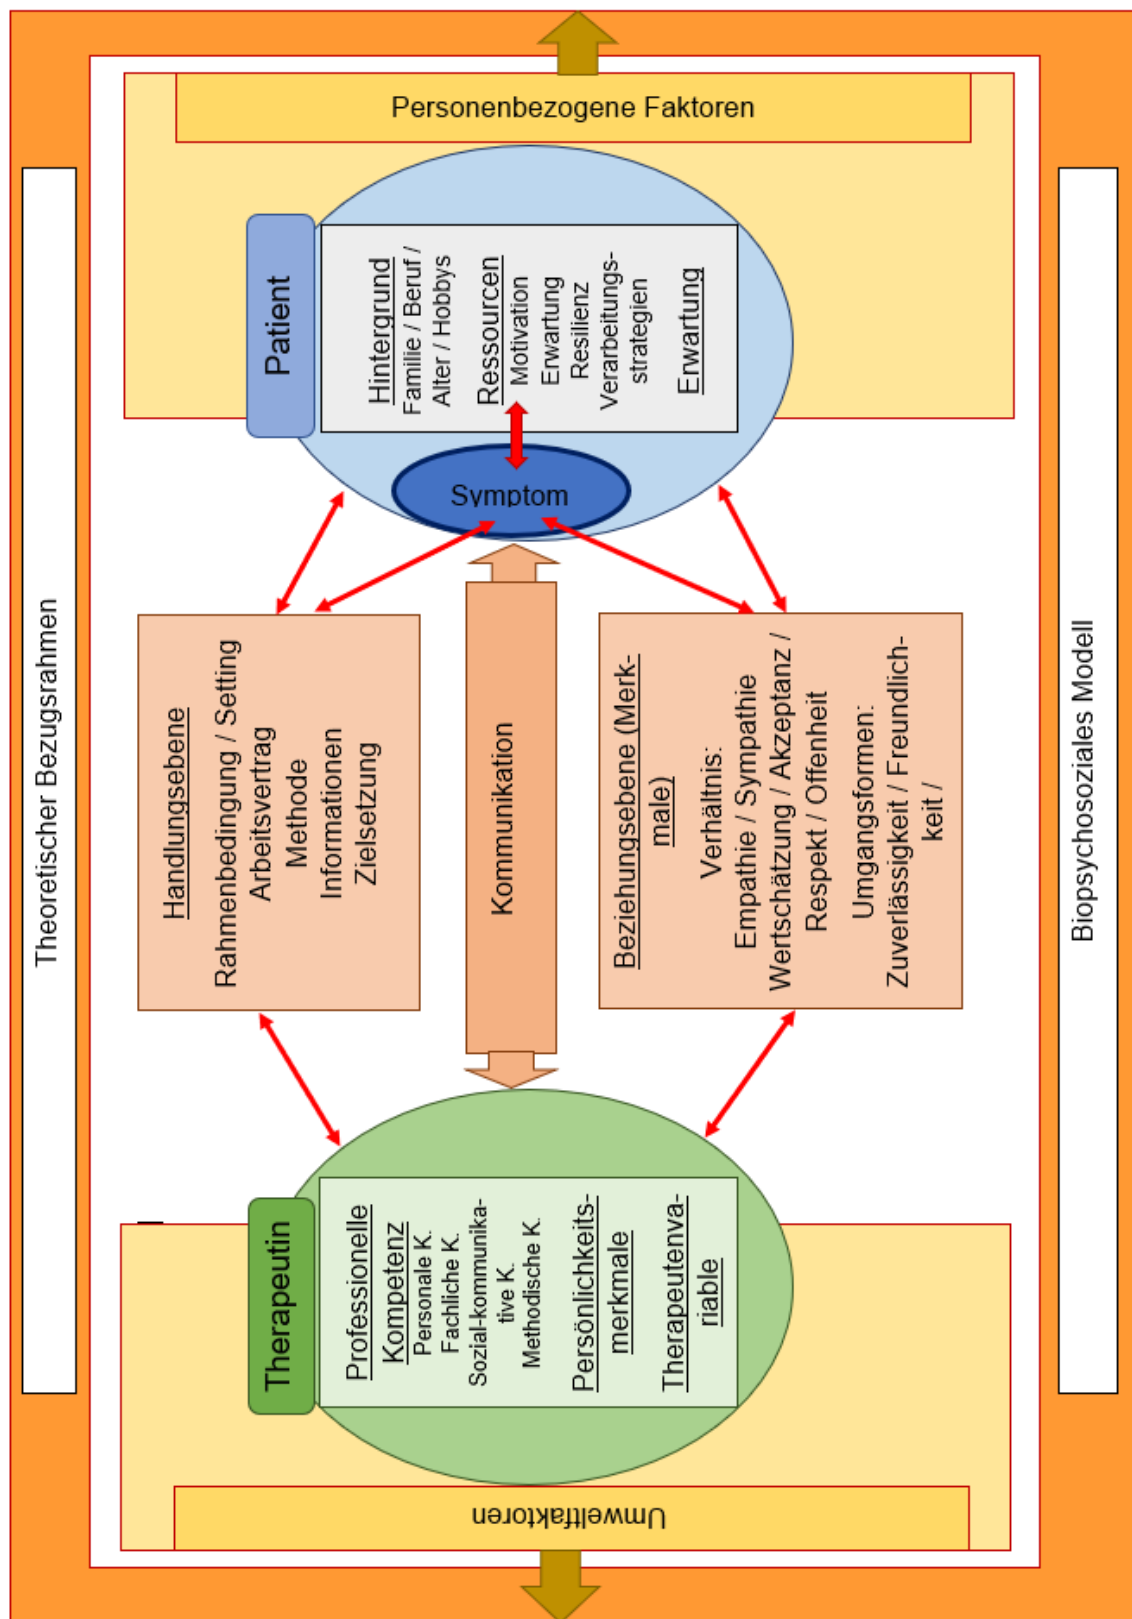 Theoretischer Bezugsrahmen
Umweltfaktoren
Therapeutin
Professionelle
Kompetenz
Personale K.
Fachliche K.
Sozial-kommunika-
tive K.
Methodische K.
Persönlichkeits-
merkmale
Therapeutenva-
riable
Handlungsebene
Rahmenbedingung / Setting
Arbeitsvertrag
Methode
Informationen
Zielsetzung
Kommunikation
Beziehungsebene (Merk-
male)
Verhältnis:
Empathie / Sympathie
Wertschätzung / Akzeptanz /
Respekt / Offenheit
Umgangsformen:
Zuverlässigkeit / Freundlich-
keit /
Patient
Symptom
Hintergrund
Familie / Beruf /
Alter / Hobbys
Ressourcen
Motivation
Erwartung
Resilienz
Verarbeitungs-
strategien
Erwartung
Personenbezogene Faktoren
Biopsychosoziales Modell